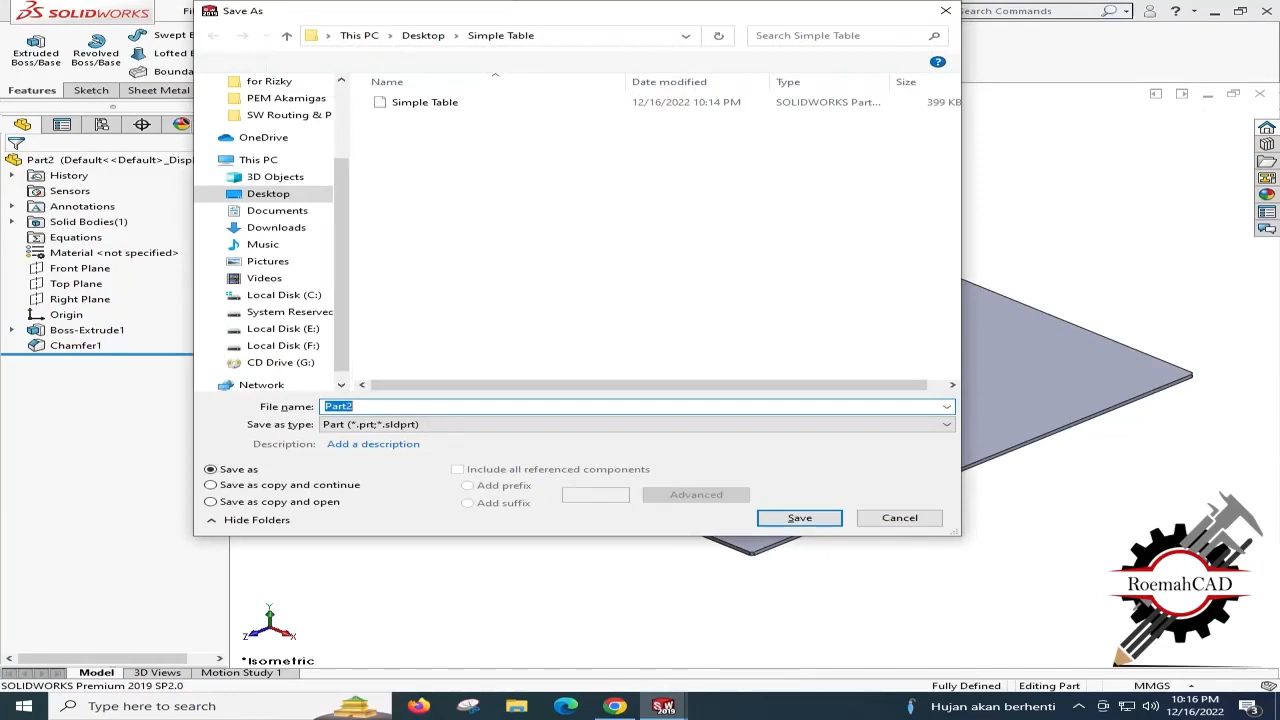 SOLIDWORKS
Fi
Search Commands
Save As
This PC > Desktop > Simple Table
Search Simple Table
Extruded Boss/Base
Revolved Boss/Base
Swept B
Lofted
Bounda
Features Sketch Sheet Metal
for Rizky
PEM Akamigas
SW Routing & P
OneDrive
This PC
3D Objects
Desktop
Documents
Downloads
Music
Pictures
Videos
Local Disk (C:)
System Reserved
Local Disk (E:)
Local Disk (F:)
CD Drive (G:)
Network
Name Date modified Type Size
Simple Table 12/16/2022 10:14 PM SOLIDWORKS Part... 399 KB
Part2 (Default<<Default>_Displ
History
Sensors
Annotations
Solid Bodies(1)
Equations
Material <not specified>
Front Plane
Top Plane
Right Plane
Origin
Boss-Extrude1
Chamfer1
File name: Part2
Save as type: Part (*.prt;*.sldprt)
Description: Add a description
Save as
Save as copy and continue
Save as copy and open
Include all referenced components
Add prefix
Add suffix
Advanced
Hide Folders
Save Cancel
RoemahCAD
Y
Z
X
*Isometric
Model 3D Views Motion Study 1
SOLIDWORKS Premium 2019 SP2.0
Fully Defined Editing Part MMGS
Type here to search
SW 2019
Hujan akan berhenti
10:16 PM
12/16/2022
3